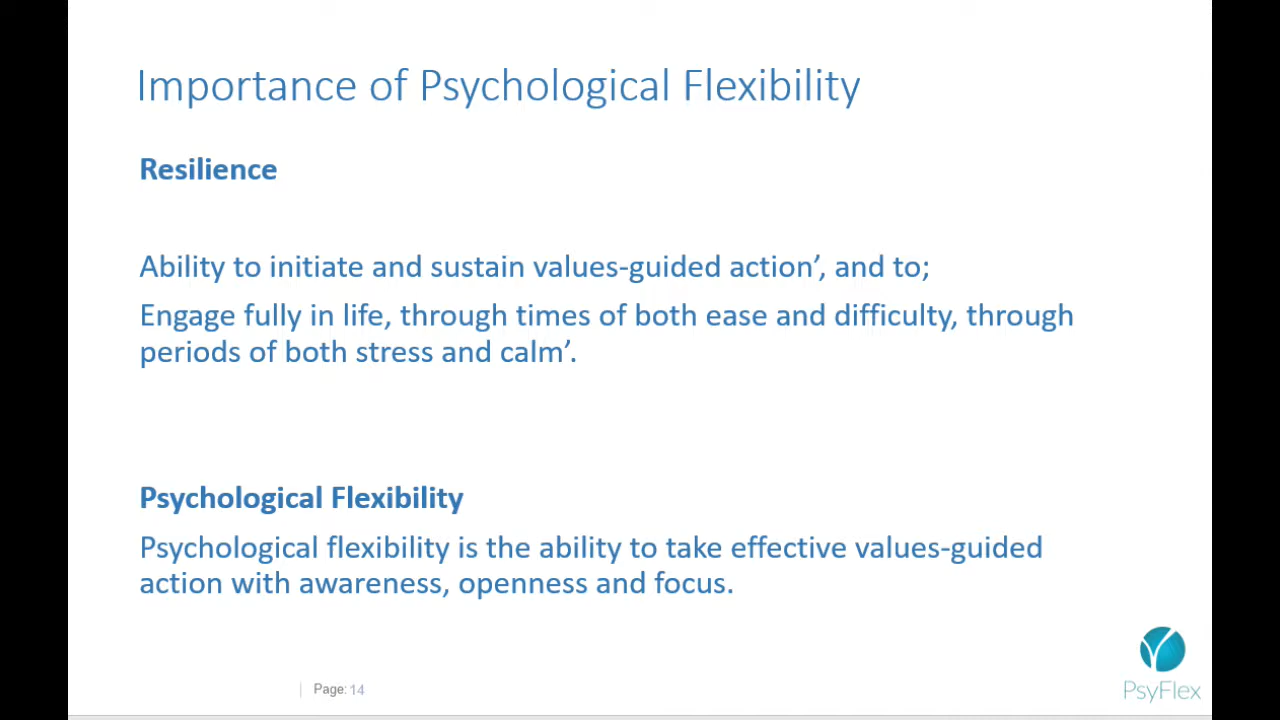 Importance of Psychological Flexibility
Resilience
Ability to initiate and sustain values-guided action’, and to;
Engage fully in life, through times of both ease and difficulty, through
periods of both stress and calm’.
Psychological Flexibility
Psychological flexibility is the ability to take effective values-guided
action with awareness, openness and focus.
Page: 14
PsyFlex